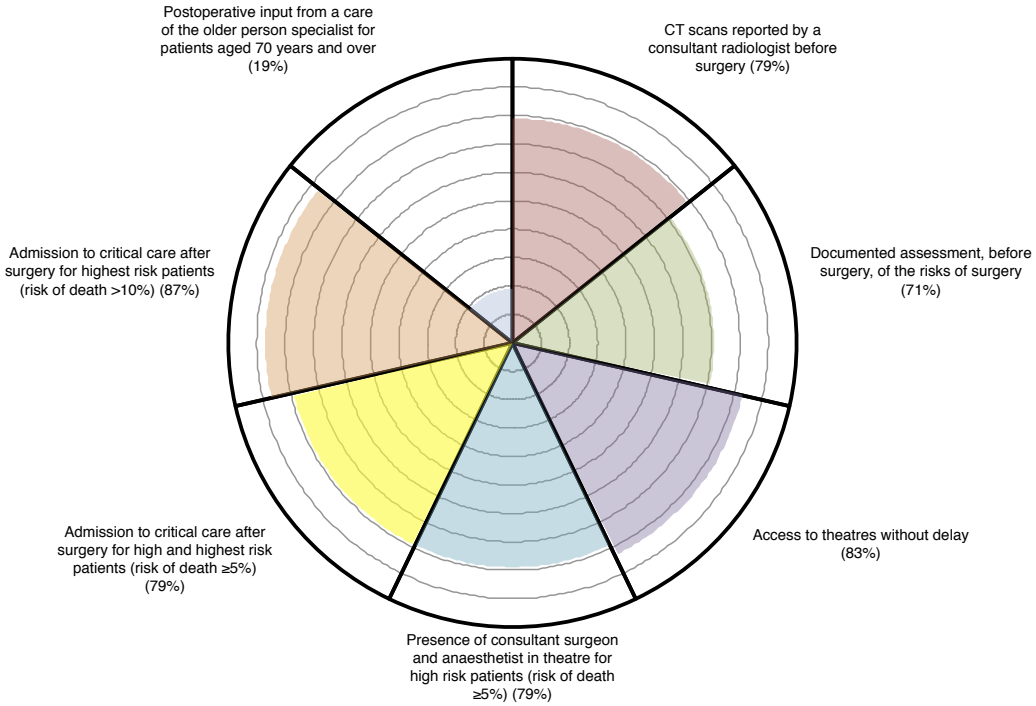 Postoperative input from a care
of the older person specialist for
patients aged 70 years and over
(19%)
CT scans reported by a
consultant radiologist before
surgery (79%)
Admission to critical care after
surgery for highest risk patients
(risk of death >10%) (87%)
Documented assessment, before
surgery, of the risks of surgery
(71%)
Admission to critical care after
surgery for high and highest risk
patients (risk of death ≥5%)
(79%)
Access to theatres without delay
(83%)
Presence of consultant surgeon
and anaesthetist in theatre for
high risk patients (risk of death
≥5%) (79%)